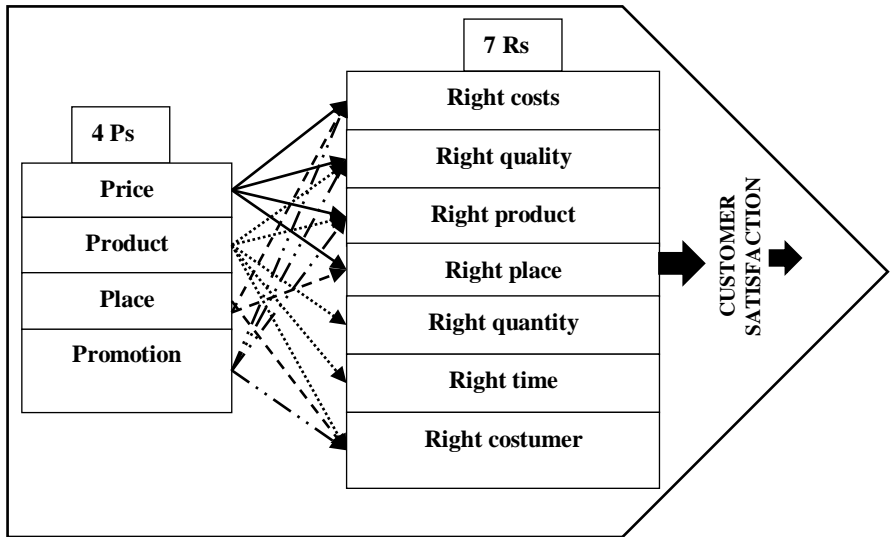 4 Ps
Price
Product
Place
Promotion
7 Rs
Right costs
Right quality
Right product
Right place
Right quantity
Right time
Right costumer
CUSTOMER
SATISFACTION